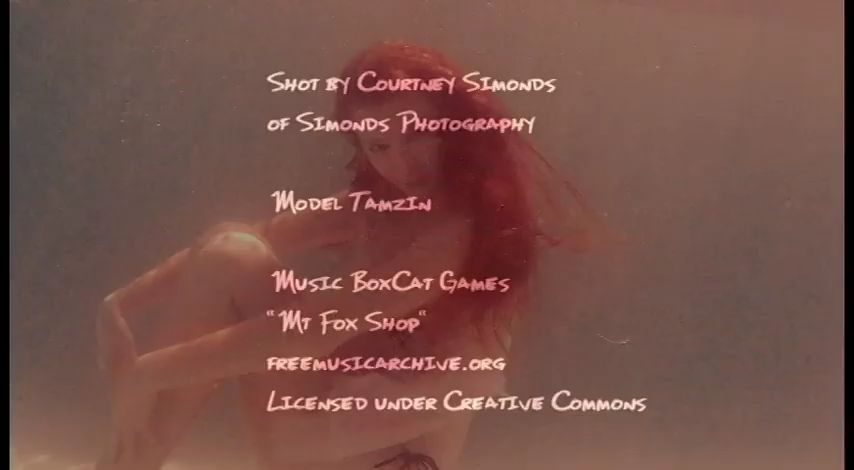 Shot by Courtney Simonds
of Simonds Photography
Model Tamzin
Music BoxCat Games
"Mt Fox Shop"
freemusicarchive.org
Licensed under Creative Commons